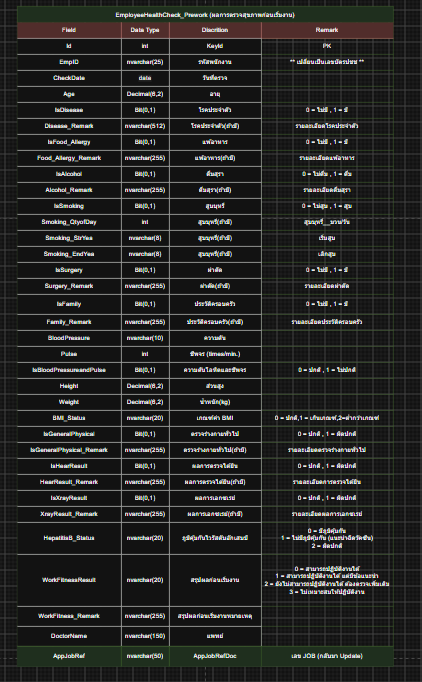 EmployeeHealthCheck_Prework (ผลการตรวจสุขภาพก่อนเริ่มงาน)
Field Data Type Discrition Remark
Id int KeyId PK
EmpID nvarchar(25) รหัสพนักงาน ** เปลี่ยนเป็นเลขบัตรปชช **
CheckDate date วันที่ตรวจ
Age Decimal(6,2) อายุ
IsDisease Bit(0,1) โรคประจำตัว 0 = ไม่มี , 1 = มี
Disease_Remark nvarchar(512) โรคประจำตัว(ถ้ามี) รายละเอียดโรคประจำตัว
IsFood_Allergy Bit(0,1) แพ้อาหาร 0 = ไม่มี , 1 = มี
Food_Allergy_Remark nvarchar(255) แพ้อาหาร(ถ้ามี) รายละเอียดแพ้อาหาร
IsAlcohol Bit(0,1) ดื่มสุรา 0 = ไม่ดื่ม , 1 = ดื่ม
Alcohol_Remark nvarchar(255) ดื่มสุรา(ถ้ามี) รายละเอียดดื่มสุรา
IsSmoking Bit(0,1) สูบบุหรี่ 0 = ไม่สูบ , 1 = สูบ
Smoking_QtyofDay int สูบบุหรี่(ถ้ามี) สูบบุหรี่__มวน/วัน
Smoking_StrYes nvarchar(8) สูบบุหรี่(ถ้ามี) เริ่มสูบ
Smoking_EndYee nvarchar(8) สูบบุหรี่(ถ้ามี) เลิกสูบ
IsSurgery Bit(0,1) ผ่าตัด 0 = ไม่มี , 1 = มี
Surgery_Remark nvarchar(255) ผ่าตัด(ถ้ามี) รายละเอียดผ่าตัด
IsFamily Bit(0,1) ประวัติครอบครัว 0 = ไม่มี , 1 = มี
Family_Remark nvarchar(255) ประวัติครอบครัว(ถ้ามี) รายละเอียดประวัติครอบครัว
BloodPressure nvarchar(10) ความดัน
Pulse int ชีพจร (times/min.)
IsBloodPressureandPulse Bit(0,1) ความดันโลหิตและชีพจร 0 = ปกติ , 1 = ไม่ปกติ
Height Decimal(6,2) ส่วนสูง
Weight Decimal(6,2) น้ำหนัก(kg)
BMI_Status nvarchar(20) เกณฑ์ค่า BMI 0 = ปกติ,1 = เกินเกณฑ์,2=ต่ำกว่าเกณฑ์
IsGeneralPhysical Bit(0,1) ตรวจร่างกายทั่วไป 0 = ปกติ , 1 = ผิดปกติ
IsGeneralPhysical_Remark nvarchar(255) ตรวจร่างกายทั่วไป(ถ้ามี) รายละเอียดตรวจร่างกายทั่วไป
IsHearResult Bit(0,1) ผลการตรวจได้ยิน 0 = ปกติ , 1 = ผิดปกติ
HearResult_Remark nvarchar(255) ผลการตรวจได้ยิน(ถ้ามี) รายละเอียดการตรวจได้ยิน
IsXrayResult Bit(0,1) ผลการเอกซเรย์ 0 = ปกติ , 1 = ผิดปกติ
XrayResult_Remark nvarchar(255) ผลการเอกซเรย์(ถ้ามี) รายละเอียดผลการเอกซเรย์
HepatitisB_Status nvarchar(20) ภูมิคุ้มกันไวรัสตับอักเสบบี 0 = มีภูมิคุ้มกัน
1 = ไม่มีภูมิคุ้มกัน (แนะนำฉีดวัคซีน)
2 = ผิดปกติ
WorkFitnessResult nvarchar(20) สรุปผลก่อนเริ่มงาน 0 = สามารถปฏิบัติงานได้
1 = สามารถปฏิบัติงานได้ แต่มีข้อแนะนำ
2 = ยังไม่สามารถปฏิบัติงานได้ ต้องตรวจเพิ่มเติม
3 = ไม่เหมาะสมให้ปฏิบัติงาน
WorkFitness_Remark nvarchar(255) สรุปผลก่อนเริ่มงานหมายเหตุ
DoctorName nvarchar(150) แพทย์
AppJobRef nvarchar(50) AppJobRefDoc เลข JOB (กลับมา Update)